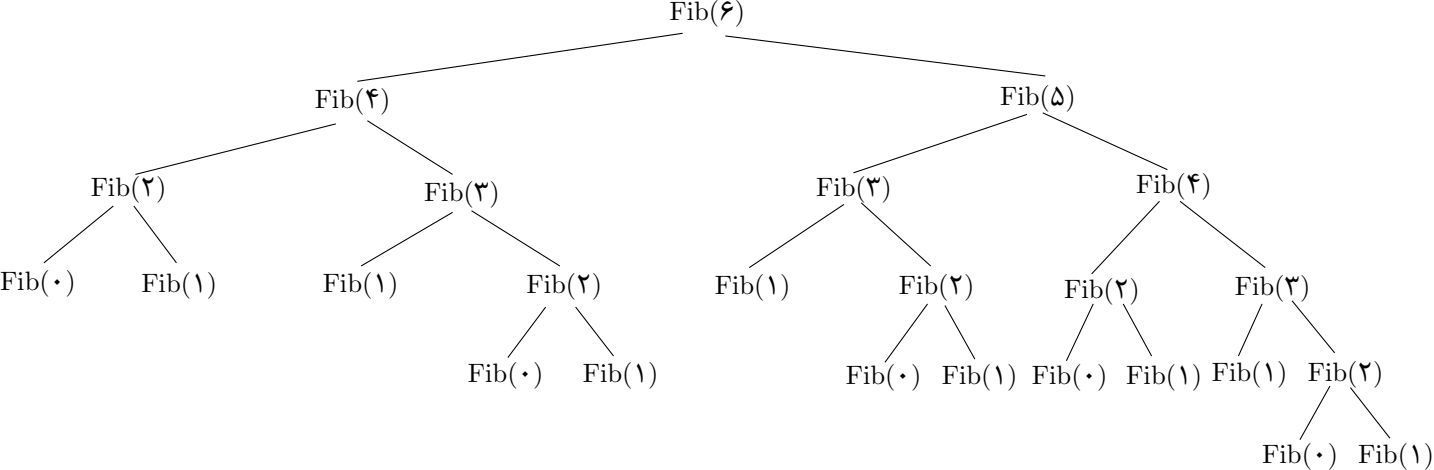 Fib(۶)
Fib(۴) Fib(۵)
Fib(۲) Fib(۳) Fib(۳) Fib(۴)
Fib(۰) Fib(۱) Fib(۱) Fib(۲) Fib(۱) Fib(۲) Fib(۲) Fib(۳)
Fib(۰) Fib(۱) Fib(۰) Fib(۱) Fib(۰) Fib(۱) Fib(۱) Fib(۲)
Fib(۰) Fib(۱)